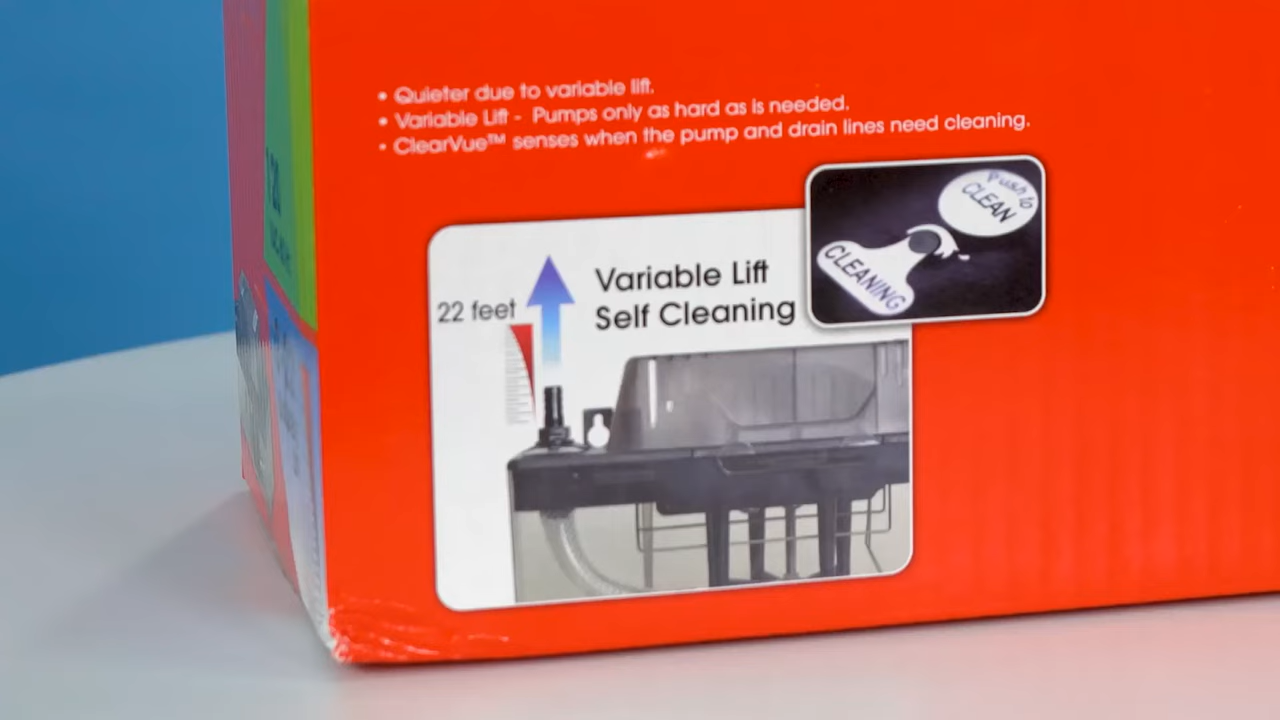 • Quieter due to variable lift.
• Variable Lift - Pumps only as hard as is needed.
• ClearVue™ senses when the pump and drain lines need cleaning.
Push to
CLEAN
CLEANING
Variable Lift
22 feet
Self Cleaning